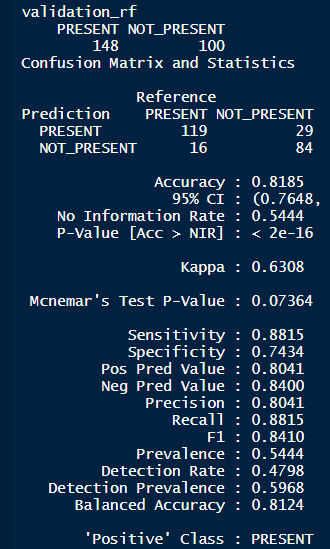 validation_rf
PRESENT NOT_PRESENT
148 100
Confusion Matrix and Statistics
Reference
Prediction PRESENT NOT_PRESENT
PRESENT 119 29
NOT_PRESENT 16 84
Accuracy : 0.8185
95% CI : (0.7648,
No Information Rate : 0.5444
P-Value [Acc > NIR] : < 2e-16
Kappa : 0.6308
Mcnemar's Test P-Value : 0.07364
Sensitivity : 0.8815
Specificity : 0.7434
Pos Pred Value : 0.8041
Neg Pred Value : 0.8400
Precision : 0.8041
Recall : 0.8815
F1 : 0.8410
Prevalence : 0.5444
Detection Rate : 0.4798
Detection Prevalence : 0.5968
Balanced Accuracy : 0.8124
'Positive' Class : PRESENT